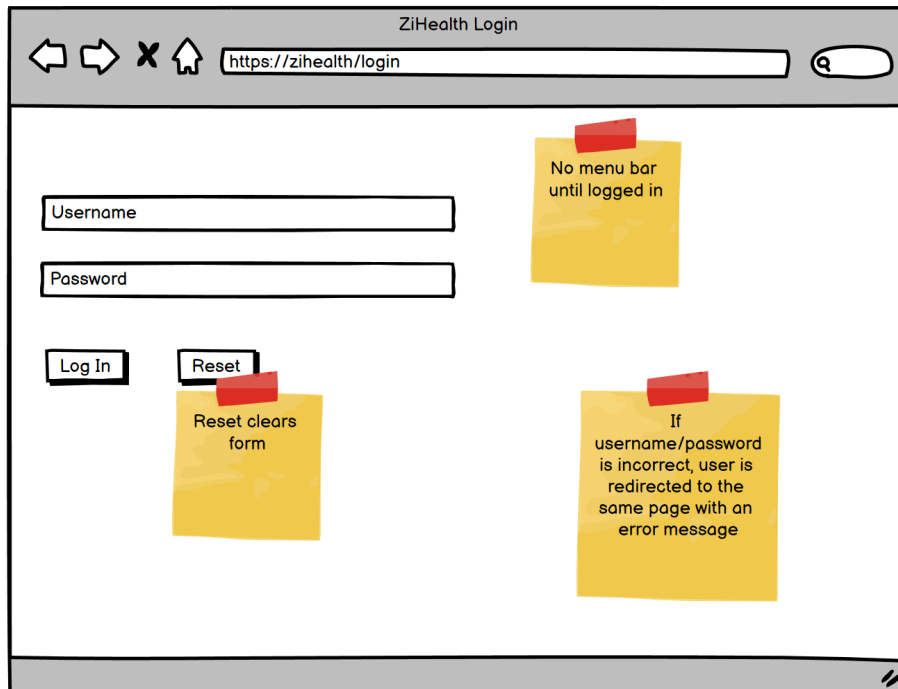 ZiHealth Login
https://zihealth/login
No menu bar
until logged in
Username
Password
Log In
Reset
Reset clears
form
If
username/password
is incorrect, user is
redirected to the
same page with an
error message